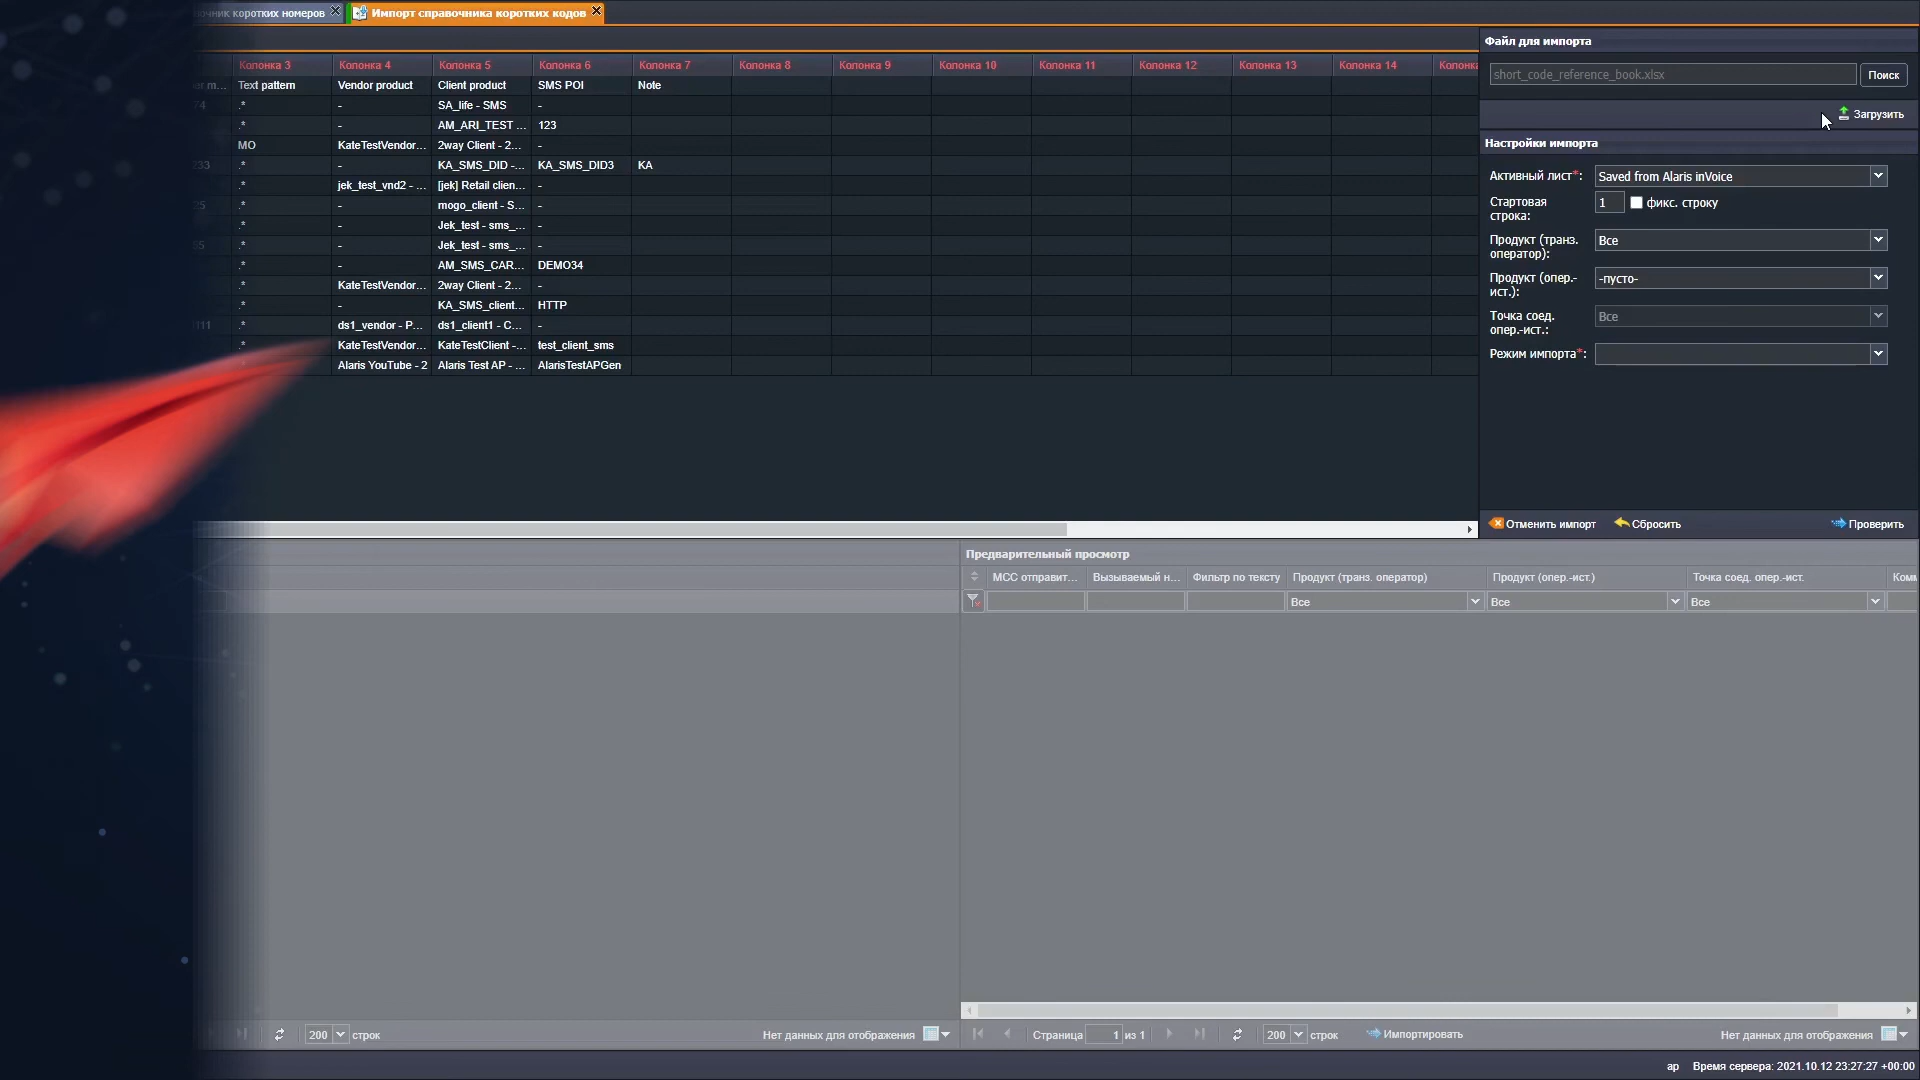 чник коротких номеров
Импорт справочника коротких кодов
Колонка 3 Колонка 4 Колонка 5 Колонка 6 Колонка 7 Колонка 8 Колонка 9 Колонка 10 Колонка 11 Колонка 12 Колонка 13 Колонка 14 Колонка
Text pattern Vendor product Client product SMS POI Note
74 .* - SA_life - SMS -
.* - AM_ARI_TEST ... 123
MO KateTestVendor... 2way Client - 2... -
233 .* - KA_SMS_DID -... KA_SMS_DID3 KA
.* jek_test_vnd2 - ... [jek] Retail clien... -
25 .* - mogo_client - S... -
.* - Jek_test - sms_... -
65 .* - Jek_test - sms_... -
.* - AM_SMS_CAR... DEMO34
.* KateTestVendor... 2way Client - 2... -
.* - KA_SMS_client... HTTP
.* ds1_vendor - P... ds1_client1 - C... -
.* KateTestVendor... KateTestClient -... test_client_sms
Alaris YouTube - 2 Alaris Test AP - ... AlarisTestAPGen
Файл для импорта
short_code_reference_book.xlsx Поиск
Загрузить
Настройки импорта
Активный лист*: Saved from Alaris inVoice
Стартовая строка: 1 фикс. строку
Продукт (транз. оператор): Все
Продукт (опер.-ист.): -пусто-
Точка соед. опер.-ист.: Все
Режим импорта*:
Отменить импорт Сбросить Проверить
Предварительный просмотр
МСС отправит... Вызываемый н... Фильтр по тексту Продукт (транз. оператор) Продукт (опер.-ист.) Точка соед. опер.-ист. Комм
Все Все Все
200 строк Нет данных для отображения
Страница 1 из 1 200 строк Импортировать Нет данных для отображения
ap Время сервера: 2021.10.12 23:27:27 +00:00